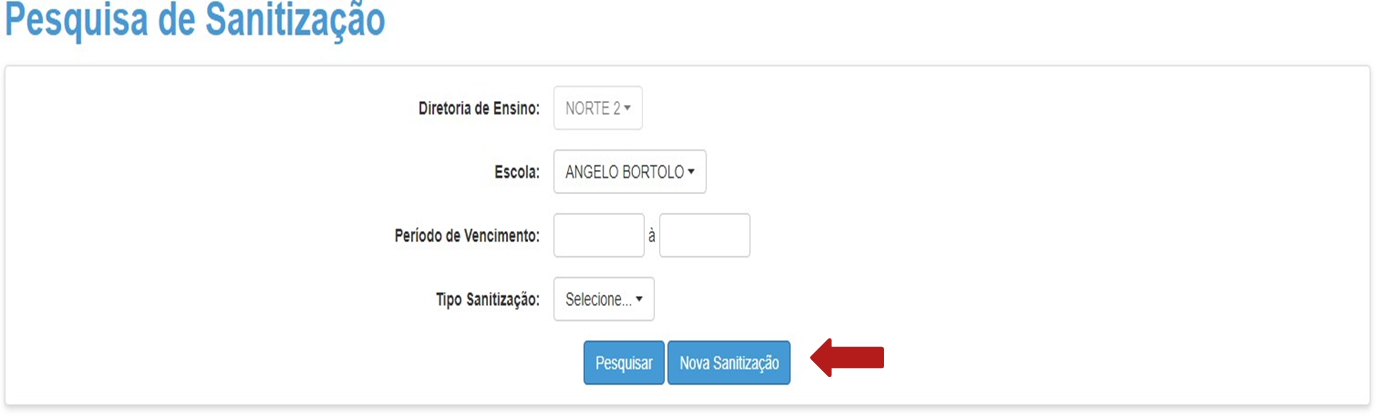 Pesquisa de Sanitização
Diretoria de Ensino: NORTE 2
Escola: ANGELO BORTOLO
Período de Vencimento: à
Tipo Sanitização: Selecione...
Pesquisar Nova Sanitização